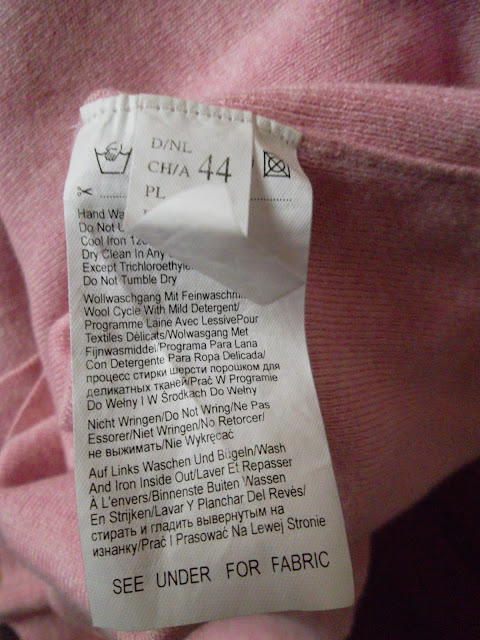 D/NL
CH/A 44
PL
Hand
Do Not
Cool Iron
Dry Clean In Any
Except
Do Not Tumble Dry
Wollwaschgang Mit
Wool Cycle With Mild Detergent/
Programme Laine Avec LessivePour
Textiles Délicats/Wolwasgang Met
Fijnwasmiddel/Programa Para Lana
Con Detergente Para Ropa Delicada/
процесс стирки шерсти порошком для
деликатных тканей/Prać W Programie
Do Wełny I W Środkach Do Wełny
Nicht Wringen/Do Not Wring/Ne Pas
Essorer/Niet Wringen/No Retorcer/
не выжимать/Nie Wykręcać
Auf Links Waschen Und Bügeln/Wash
And Iron Inside Out/Laver Et Repasser
À L'envers/Binnenste Buiten Wassen
En Strijken/Lavar Y Planchar Del Revés/
стирать и гладить вывернутым на
изнанку/Prać I Prasować Na Lewej Stronie
SEE UNDER FOR FABRIC